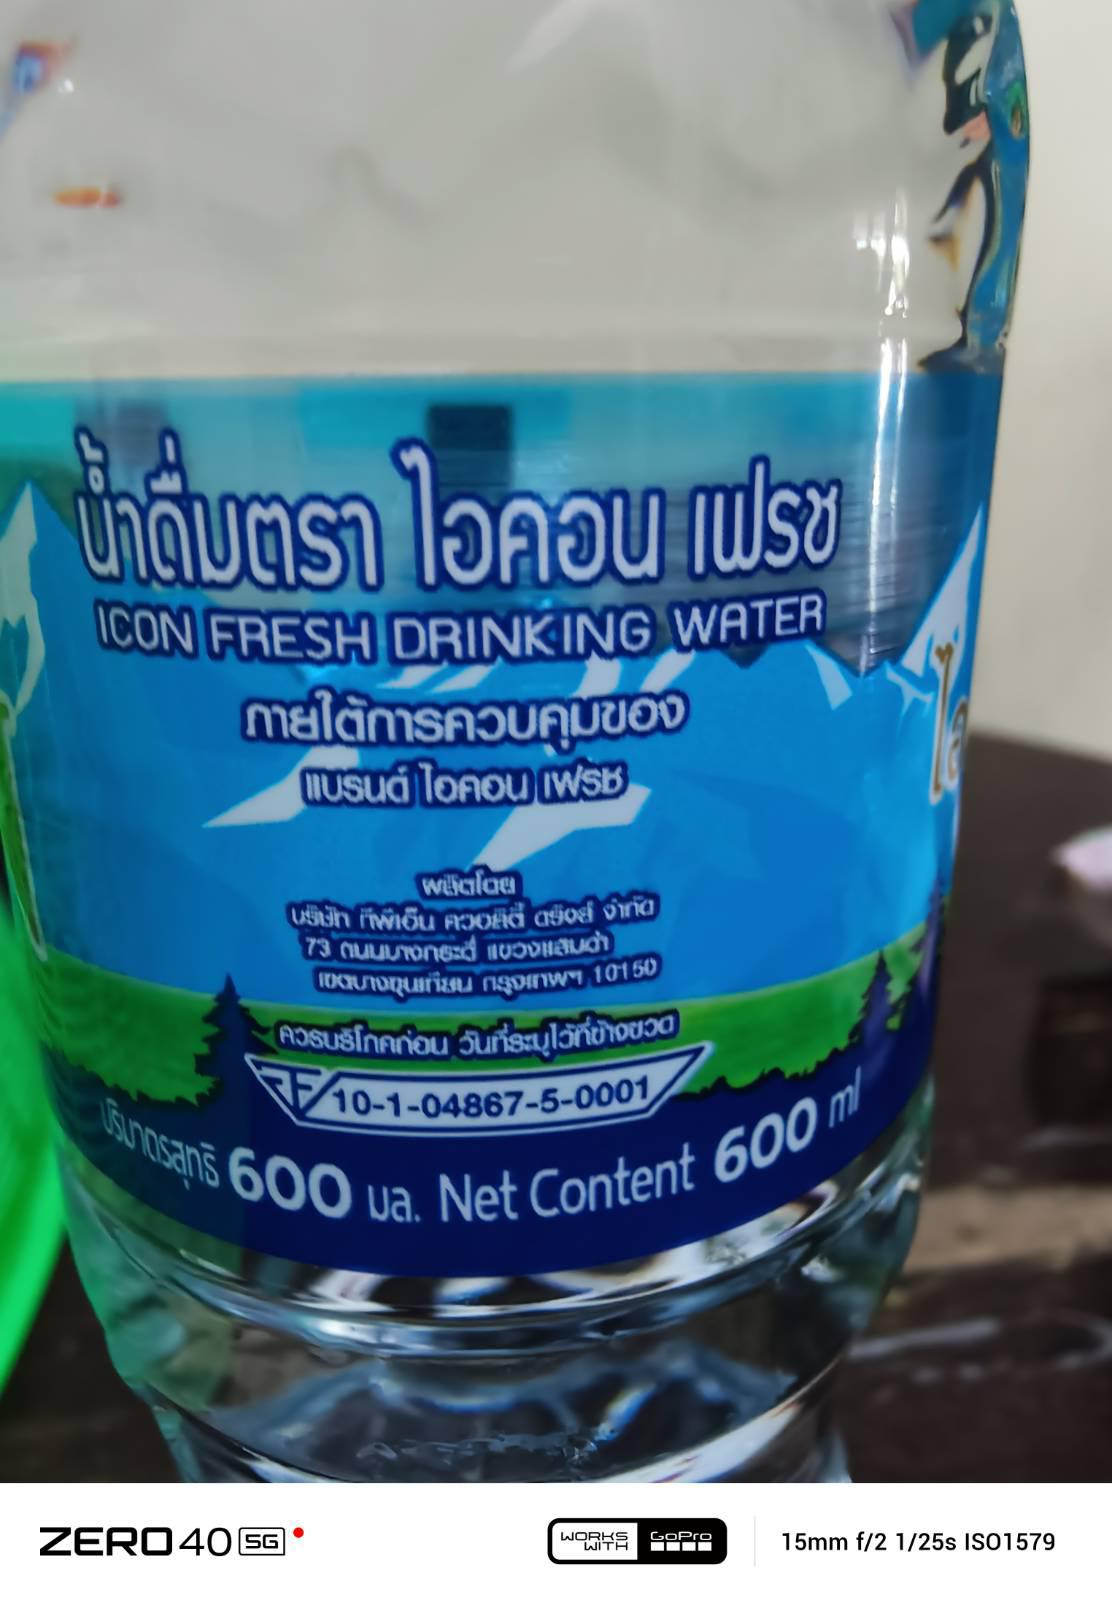 น้ำดื่มตรา ไอคอน เฟรช
ICON FRESH DRINKING WATER
ภายใต้การควบคุมของ
แบรนด์ ไอคอน เฟรช
ผลิตโดย
บริษัท ทีพีเอ็น ควอลิตี้ ดริ้งส์ จำกัด
73 ถนนบางกระดี่ แขวงแสมดำ
เขตบางขุนเทียน กรุงเทพฯ 10150
ควรบริโภคก่อน วันที่ระบุไว้ที่ข้างขวด
10-1-04867-5-0001
ปริมาตรสุทธิ 600 มล. Net Content 600 ml
ZERO 40 5G
WORKS WITH GoPro
15mm f/2 1/25s ISO1579